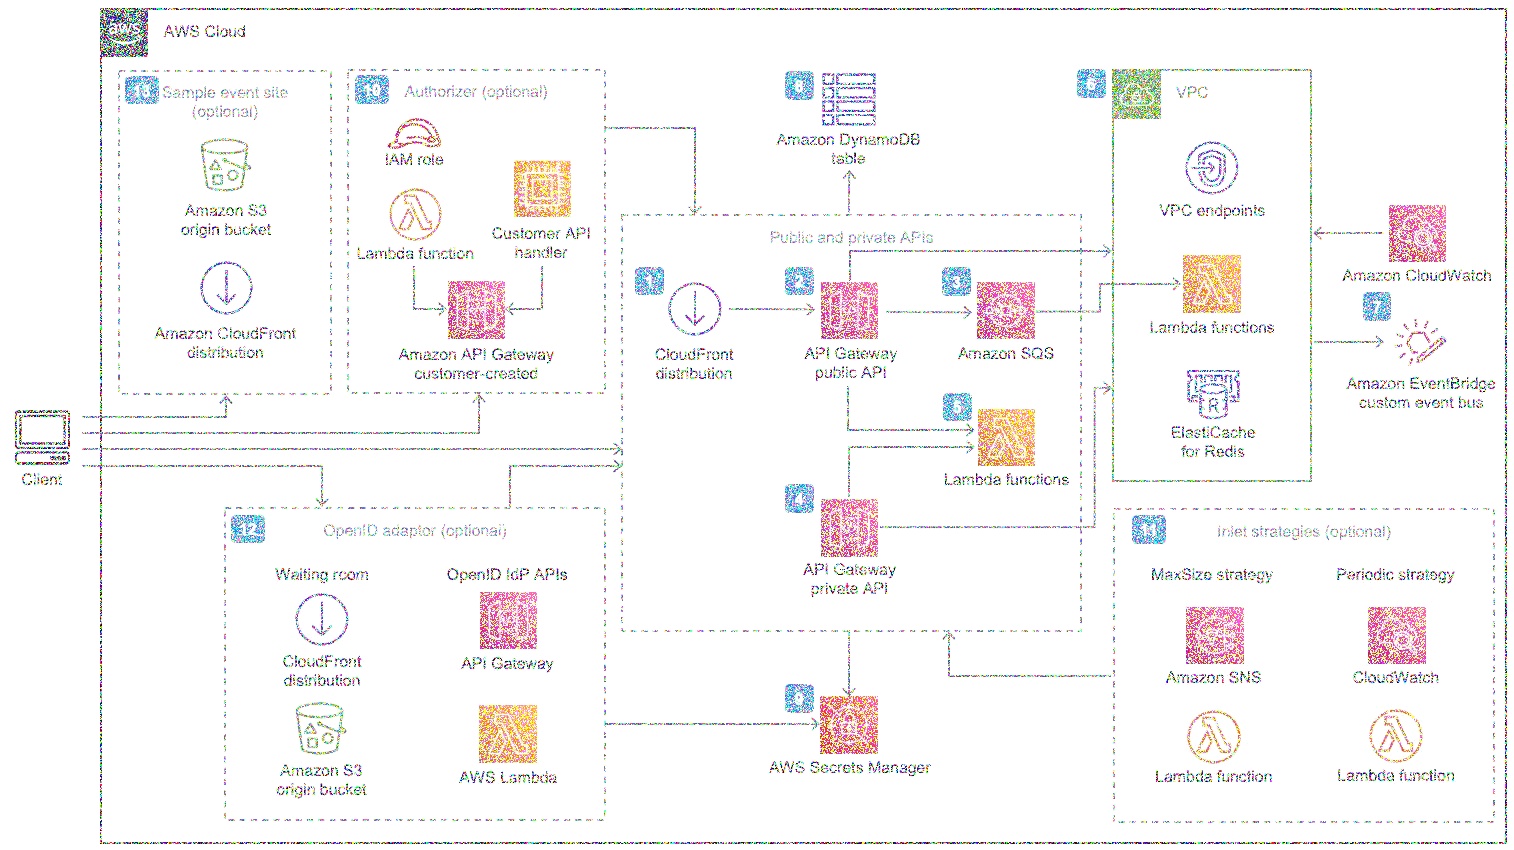 aws
AWS Cloud
Sample event site
(optional)
Amazon S3
origin bucket
Amazon CloudFront
distribution
10
Authorizer (optional)
IAM role
Lambda function
Customer API
handler
Amazon API Gateway
customer-created
8
Amazon DynamoDB
table
Public and private APIs
1
CloudFront
distribution
2
API Gateway
public API
3
Amazon SQS
5
Lambda functions
4
API Gateway
private API
6
VPC
VPC endpoints
Lambda functions
R
ElastiCache
for Redis
Amazon CloudWatch
7
Amazon EventBridge
custom event bus
Client
12
OpenID adaptor (optional)
Waiting room
CloudFront
distribution
Amazon S3
origin bucket
OpenID IdP APIs
API Gateway
AWS Lambda
9
AWS Secrets Manager
11
Inlet strategies (optional)
MaxSize strategy
Amazon SNS
Lambda function
Periodic strategy
CloudWatch
Lambda function